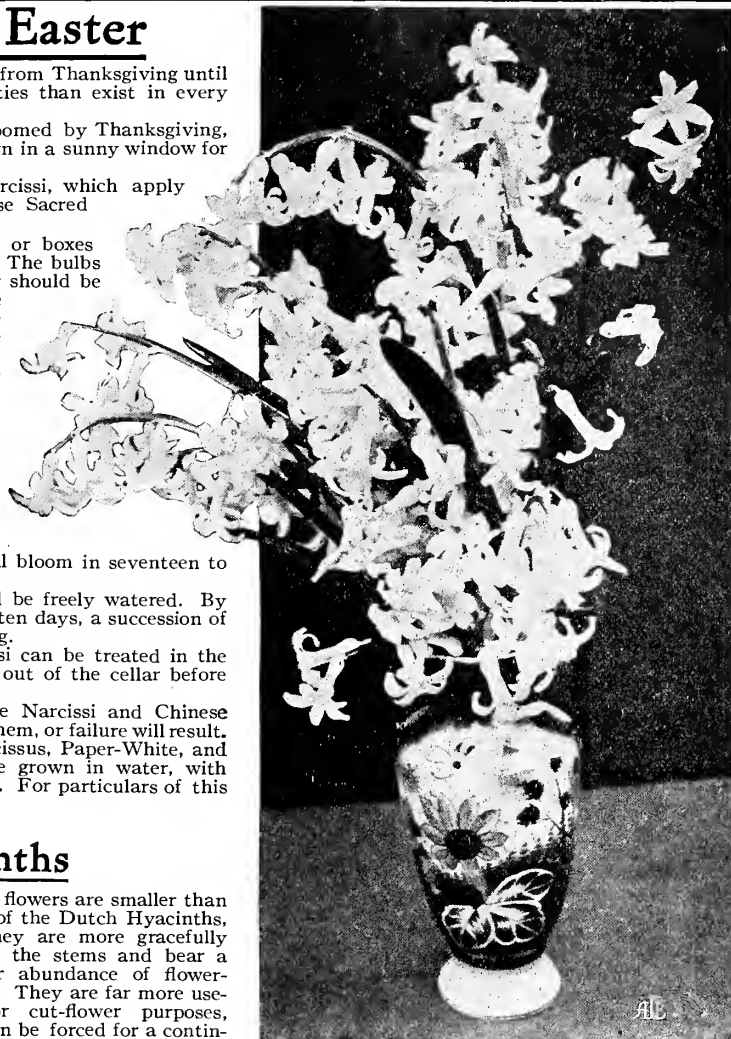 Easter
from Thanksgiving until
ties than exist in every
omed by Thanksgiving,
n in a sunny window for
rcissi, which apply
se Sacred
or boxes
The bulbs
should be
l bloom in seventeen to
be freely watered. By
ten days, a succession of
g.
si can be treated in the
out of the cellar before
e Narcissi and Chinese
hem, or failure will result.
cissus, Paper-White, and
e grown in water, with
. For particulars of this
nths
flowers are smaller than
of the Dutch Hyacinths,
hey are more gracefully
the stems and bear a
r abundance of flower-
They are far more use-
r cut-flower purposes,
n be forced for a contin-